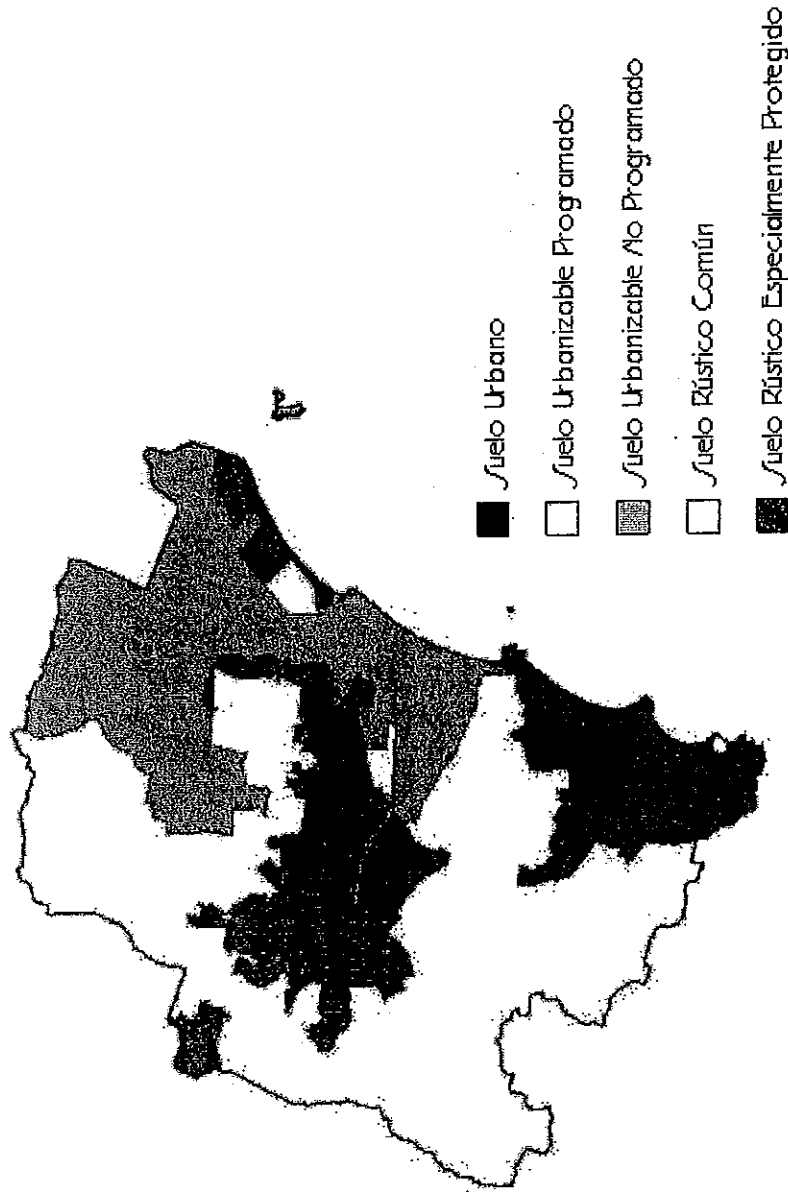 Suelo Urbano
Suelo Urbanizable Programado
Suelo Urbanizable No Programado
Suelo Rústico Común
Suelo Rústico Especialmente Protegido